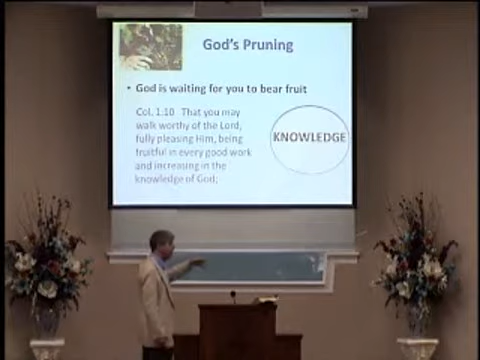 God's Pruning
• God is waiting for you to bear fruit
Col. 1:10 That you may
walk worthy of the Lord,
fully pleasing Him, being
fruitful in every good work
and increasing in the
knowledge of God;
KNOWLEDGE